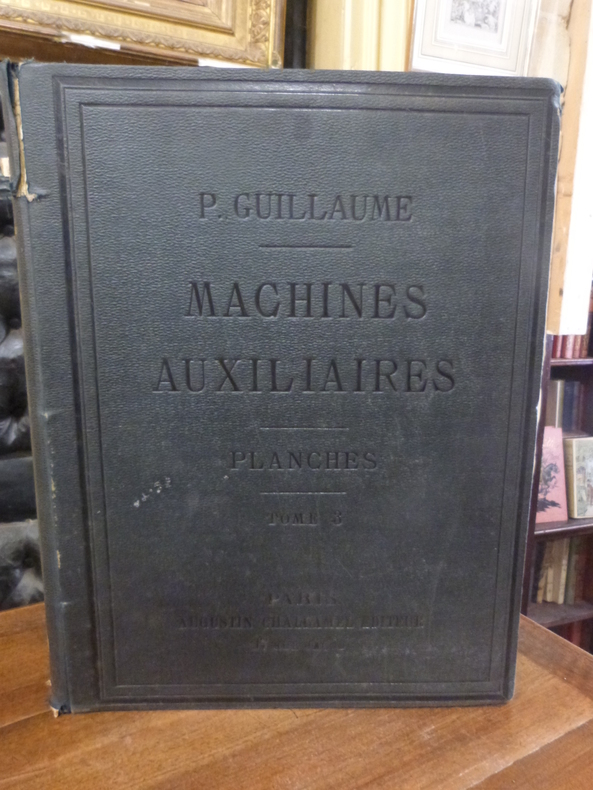 P. GUILLAUME
MACHINES
AUXILIAIRES
PLANCHES
TOME 3
PARIS
AUGUSTIN CHALLAMEL EDITEUR